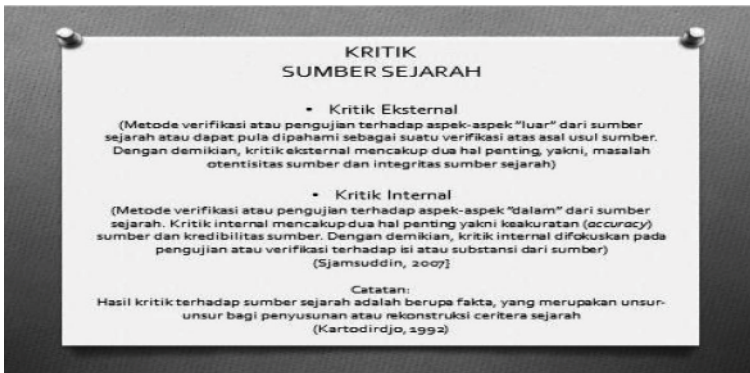 KRITIK
SUMBER SEJARAH
• Kritik Eksternal
(Metode verifikasi atau pengujian terhadap aspek-aspek "luar" dari sumber
sejarah atau dapat pula dipahami sebagai suatu verifikasi atas asal usul sumber.
Dengan demikian, kritik eksternal mencakup dua hal penting, yakni, masalah
otentisitas sumber dan integritas sumber sejarah)
• Kritik Internal
(Metode verifikasi atau pengujian terhadap aspek-aspek "dalam" dari sumber
sejarah. Kritik internal mencakup dua hal penting yakni keakuratan (accuracy)
sumber dan kredibilitas sumber. Dengan demikian, kritik internal difokuskan pada
pengujian atau verifikasi terhadap isi atau substansi dari sumber)
(Sjamsuddin, 2007}
Catatan:
Hasil kritik terhadap sumber sejarah adalah berupa fakta, yang merupakan unsur-
unsur bagi penyusunan atau rekonstruksi ceritera sejarah
(Kartodirdjo, 1992)